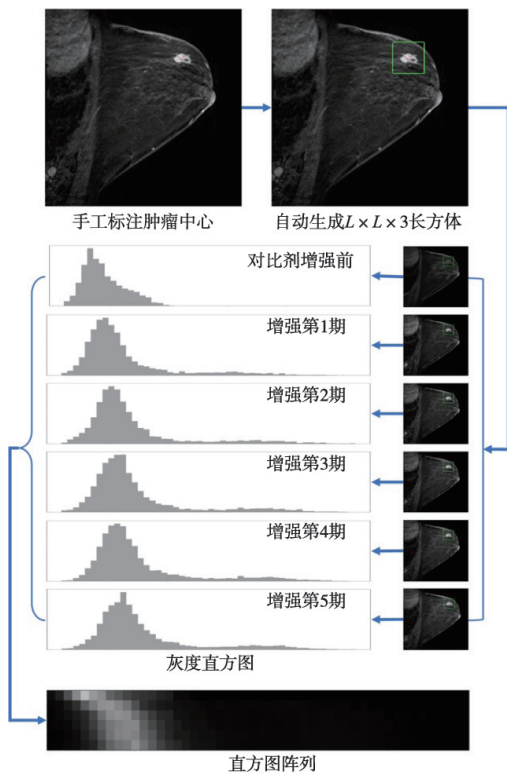 手工标注肿瘤中心
自动生成L×L×3长方体
对比剂增强前
增强第1期
增强第2期
增强第3期
增强第4期
增强第5期
灰度直方图
直方图阵列